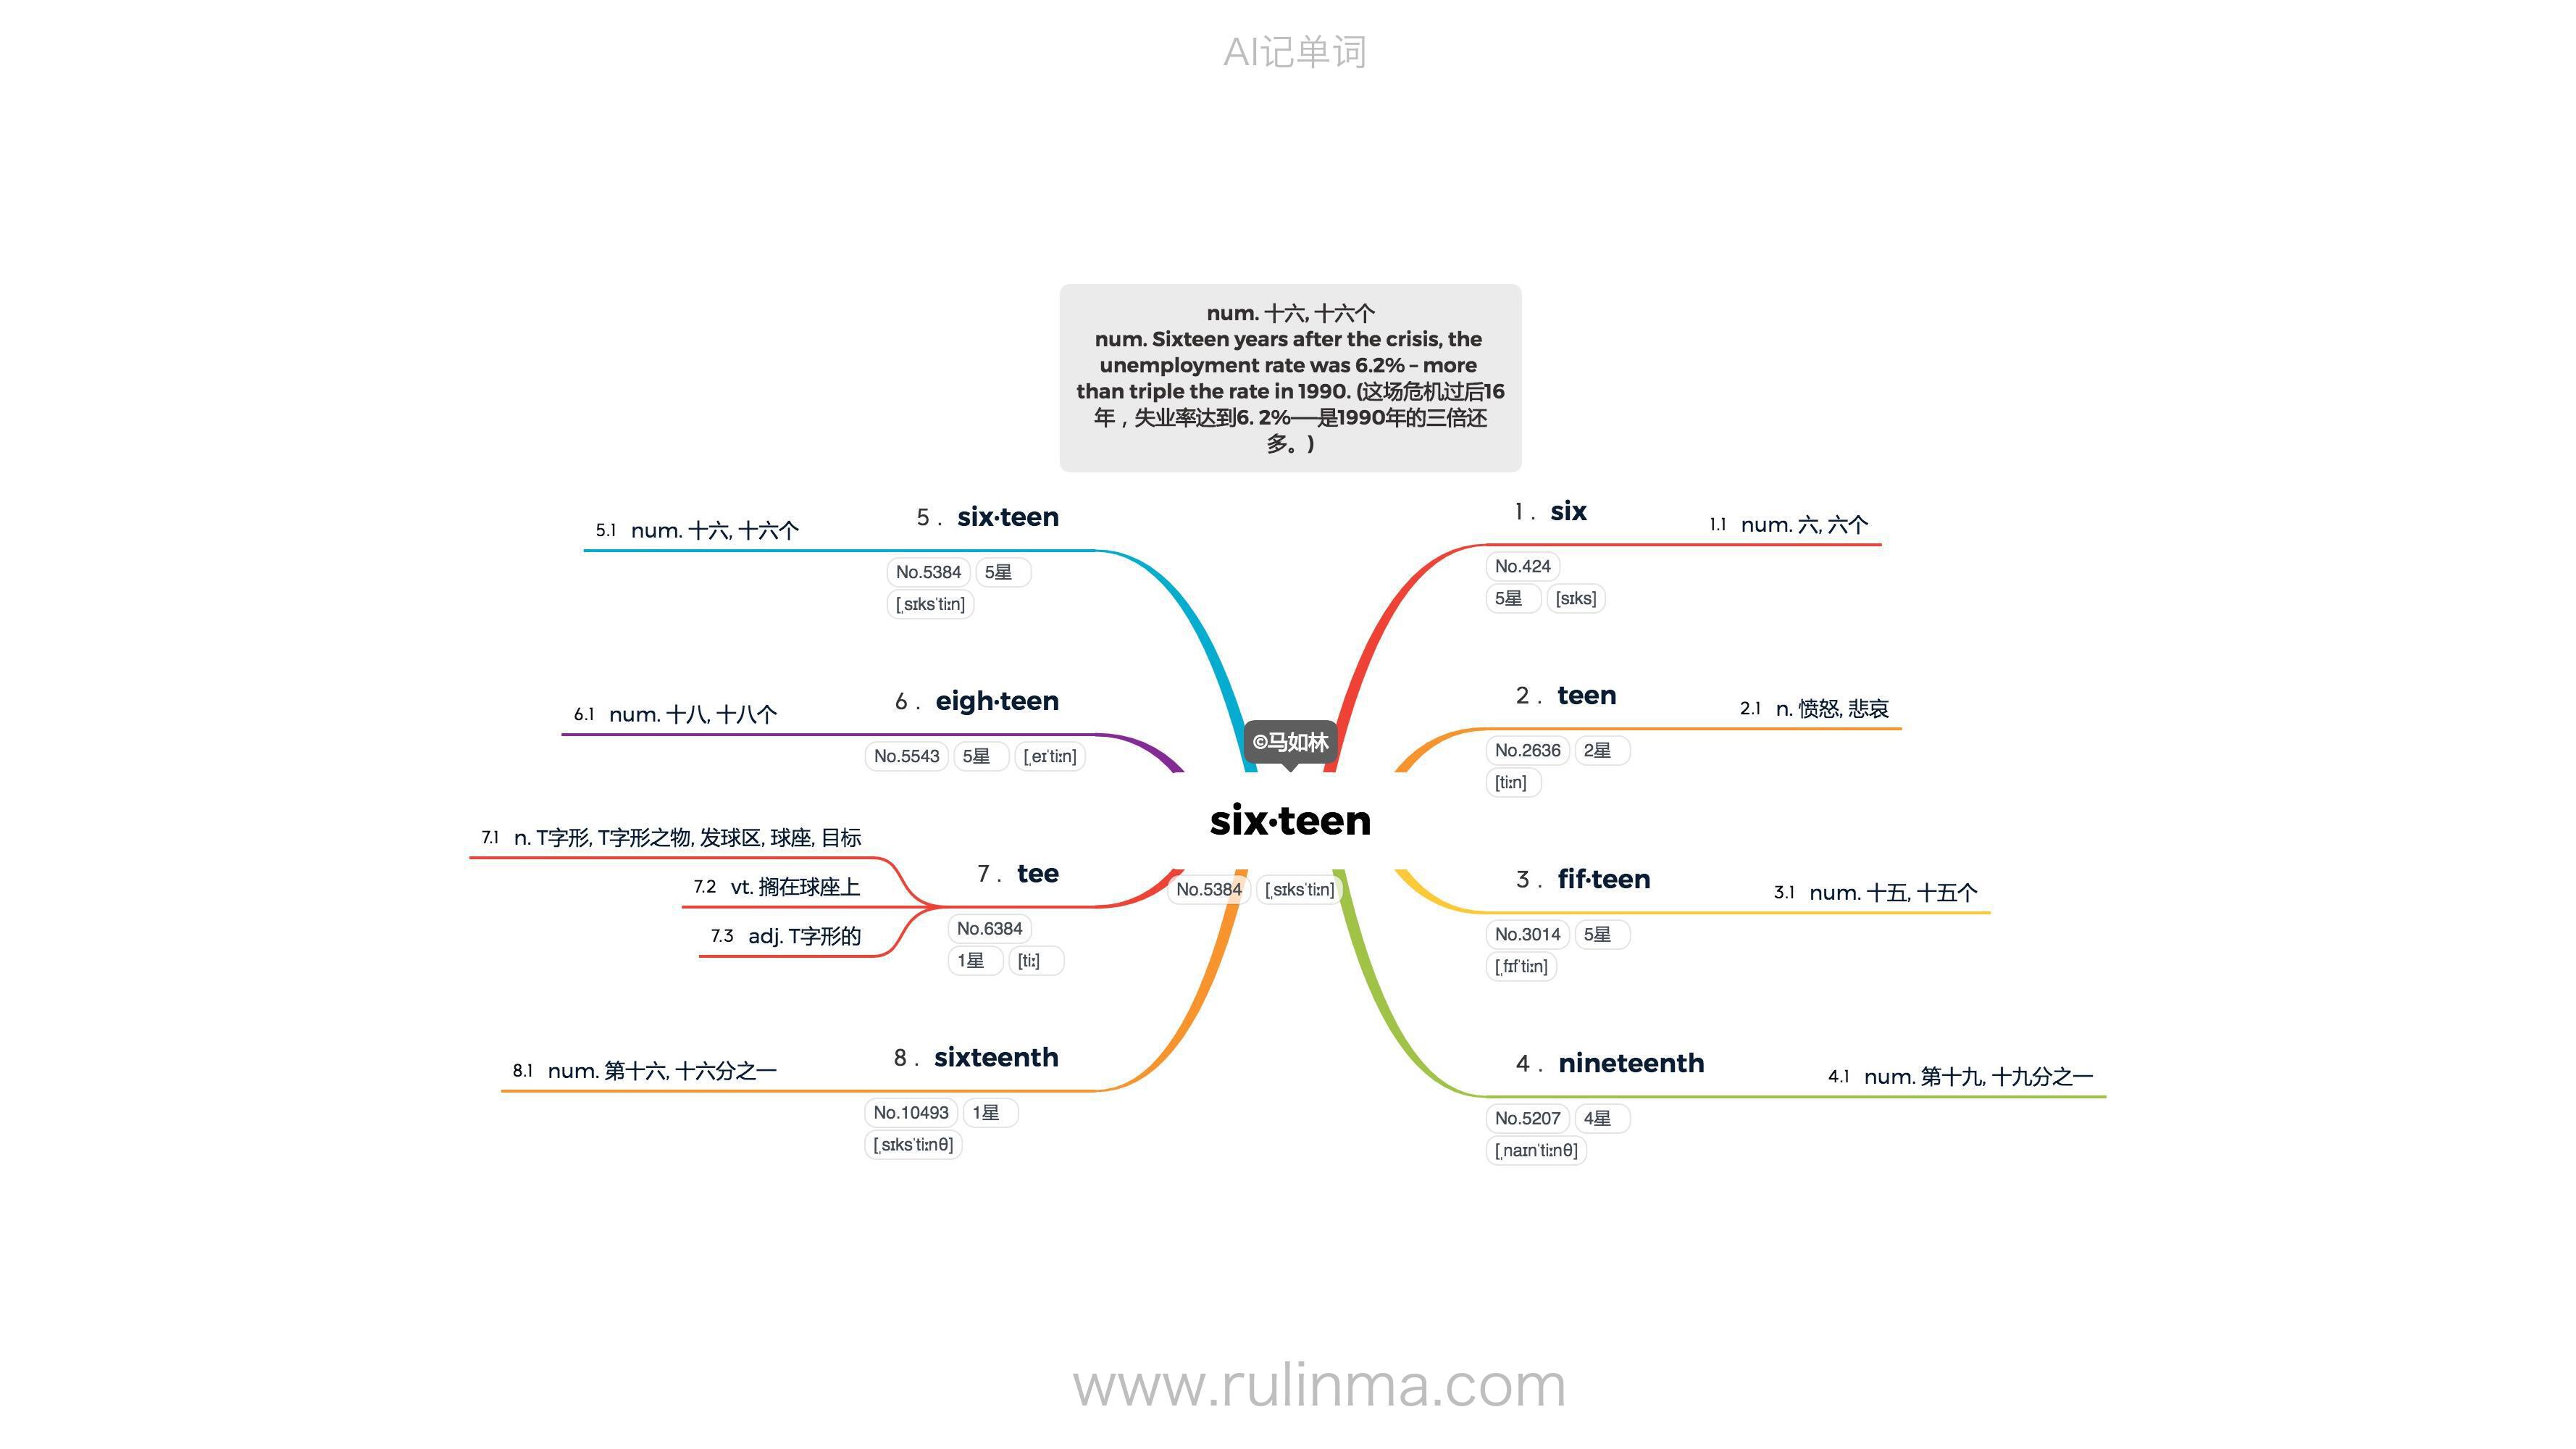 AI记单词
num. 十六, 十六个
num. Sixteen years after the crisis, the
unemployment rate was 6.2% – more
than triple the rate in 1990. (这场危机过后16
年，失业率达到6. 2%——是1990年的三倍还
多。)
©马如林
six·teen
No.5384 [ˌsɪksˈtiːn]
1 . six
No.424
5星 [sɪks]
1.1 num. 六, 六个
2 . teen
No.2636 2星
[tiːn]
2.1 n. 愤怒, 悲哀
3 . fif·teen
No.3014 5星
[ˌfɪfˈtiːn]
3.1 num. 十五, 十五个
4 . nineteenth
No.5207 4星
[ˌnaɪnˈtiːnθ]
4.1 num. 第十九, 十九分之一
5 . six·teen
No.5384 5星
[ˌsɪksˈtiːn]
5.1 num. 十六, 十六个
6 . eigh·teen
No.5543 5星 [ˌeɪˈtiːn]
6.1 num. 十八, 十八个
7 . tee
No.6384
1星 [tiː]
7.1 n. T字形, T字形之物, 发球区, 球座, 目标
7.2 vt. 搁在球座上
7.3 adj. T字形的
8 . sixteenth
No.10493 1星
[ˌsɪksˈtiːnθ]
8.1 num. 第十六, 十六分之一
www.rulinma.com